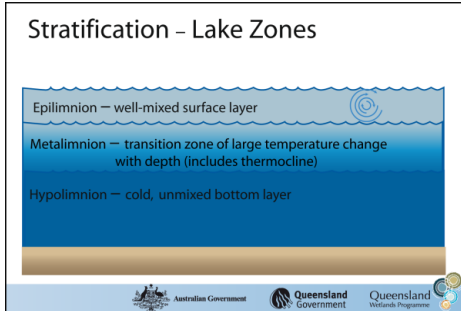 Stratification – Lake Zones
Epilimnion – well-mixed surface layer
Metalimnion – transition zone of large temperature change
with depth (includes thermocline)
Hypolimnion – cold, unmixed bottom layer
Australian Government
Queensland
Government
Queensland
Wetlands Programme